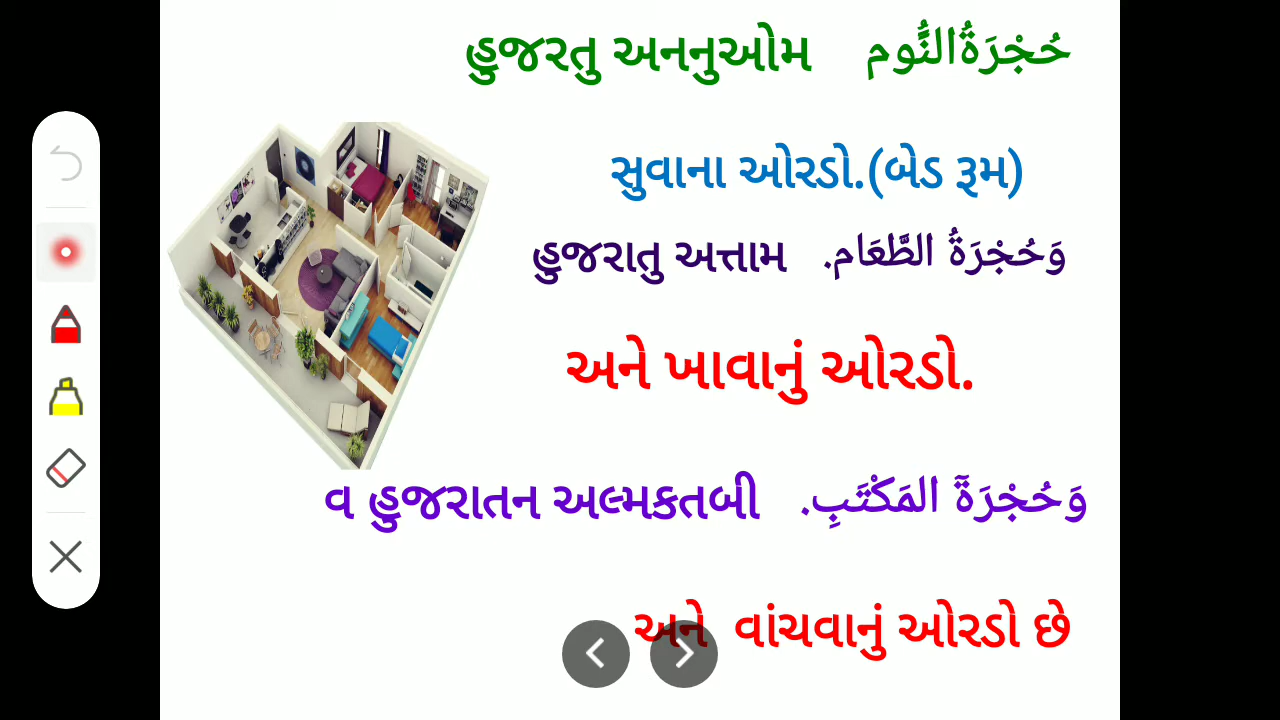 હુજરતુ અનનુઓમ حُجْرَةُالنُّوم
સુવાના ઓરડો.(બેડ રૂમ)
હુજરાતુ અત્તામ وَحُجْرَةُ الطَّعَام.
અને ખાવાનું ઓરડો.
વ હુજરાતન અલ્મકતબી وَحُجْرَةً المَكْتَبِ.
અને વાંચવાનું ઓરડો છે